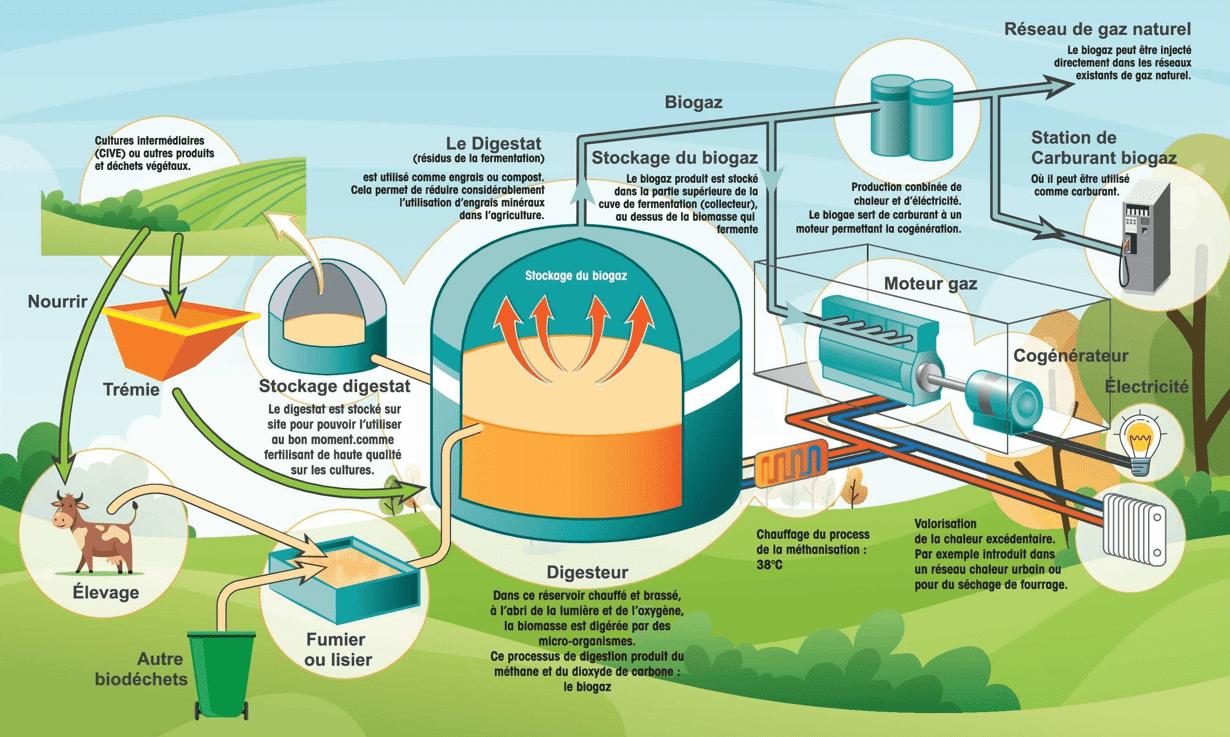 Réseau de gaz naturel
Le biogaz peut être injecté
directement dans les réseaux
existants de gaz naturel.
Biogaz
Station de
Carburant biogaz
Où il peut être utilisé
comme carburant.
Cultures intermédiaires
(CIVE) ou autres produits
et déchets végétaux.
Le Digestat
(résidus de la fermentation)
est utilisé comme engrais ou compost.
Cela permet de réduire considérablement
l'utilisation d'engrais minéraux
dans l'agriculture.
Stockage du biogaz
Le biogaz produit est stocké
dans la partie supérieure de la
cuve de fermentation (collecteur),
au dessus de la biomasse qui
fermente
Production conbinée de
chaleur et d'éléctricité.
Le biogae sert de carburant à un
moteur permettant la cogénération.
Stockage du biogaz
Moteur gaz
Nourrir
Cogénérateur
Trémie
Stockage digestat
Électricité
Le digestat est stocké sur
site pour pouvoir l'utiliser
au bon moment.comme
fertilisant de haute qualité
sur les cultures.
Chauffage du process
de la méthanisation :
38°C
Valorisation
de la chaleur excédentaire.
Par exemple introduit dans
un réseau chaleur urbain ou
pour du séchage de fourrage.
Élevage
Digesteur
Dans ce réservoir chauffé et brassé,
à l'abri de la lumière et de l'oxygène,
la biomasse est digérée par des
micro-organismes.
Ce processus de digestion produit du
méthane et du dioxyde de carbone :
le biogaz
Fumier
ou lisier
Autre
biodéchets